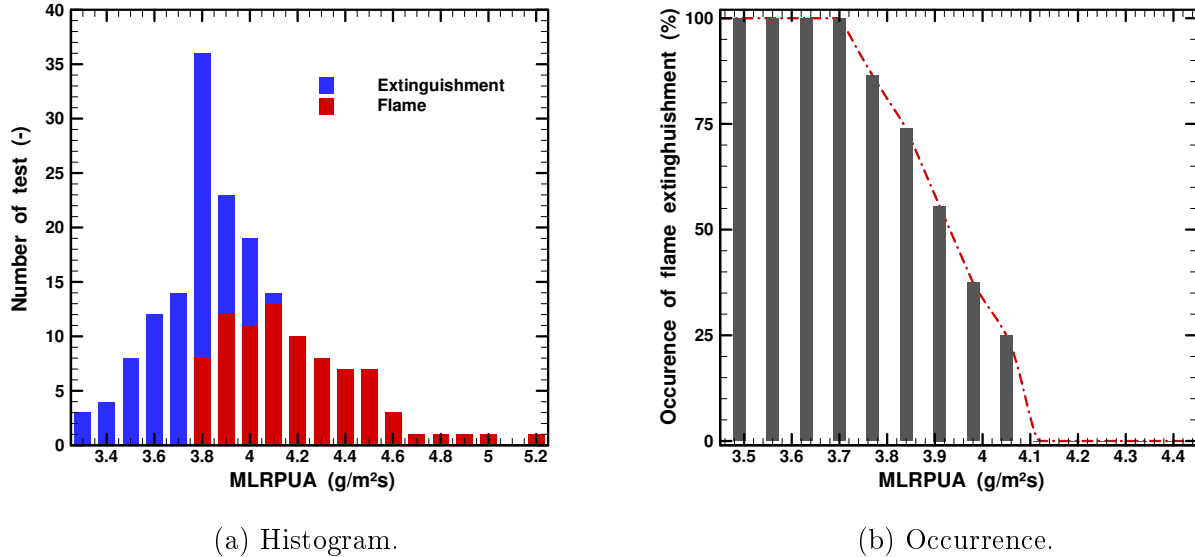 40
35
30
25
20
15
10
5
0
Number of test (-)
Extinguishment
Flame
3.4 3.6 3.8 4 4.2 4.4 4.6 4.8 5 5.2
MLRPUA (g/m²s)
(a) Histogram.
100
75
50
25
0
Occurence of flame extinghuishment (%)
3.5 3.6 3.7 3.8 3.9 4 4.1 4.2 4.3 4.4
MLRPUA (g/m²s)
(b) Occurrence.